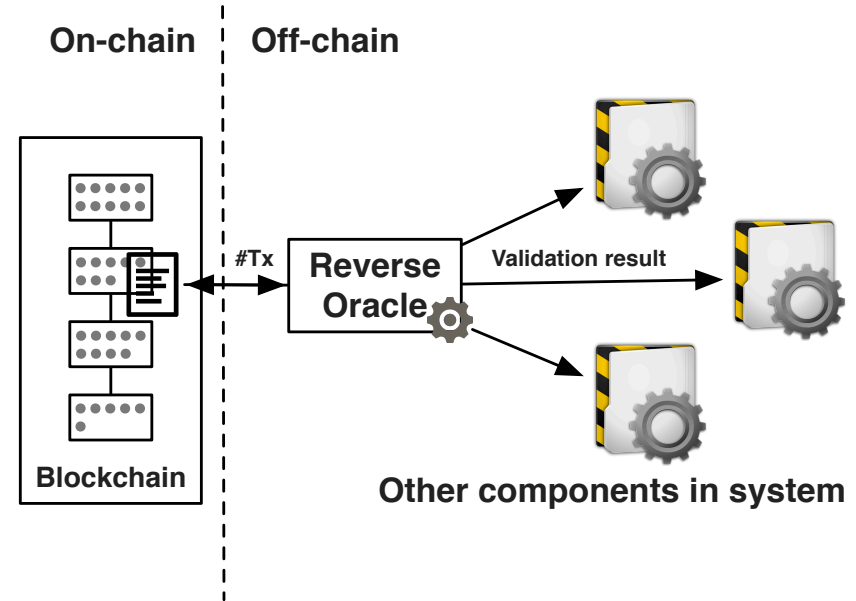 On-chain
Off-chain
#Tx
Reverse
Oracle
Validation result
Blockchain
Other components in system